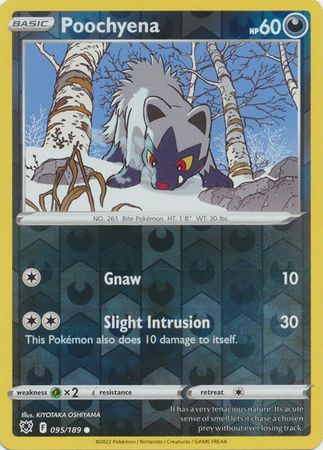 BASIC
Poochyena
HP 60
NO. 261 Bite Pokémon HT: 1'8" WT: 30 lbs.
Gnaw 10
Slight Intrusion 30
This Pokémon also does 10 damage to itself.
weakness ×2 resistance retreat
Illus. KIYOTAKA OSHIYAMA
F 095/189
It has a very tenacious nature. Its acute
sense of smell lets it chase a chosen prey
without ever losing track.
©2022 Pokémon / Nintendo / Creatures / GAME FREAK